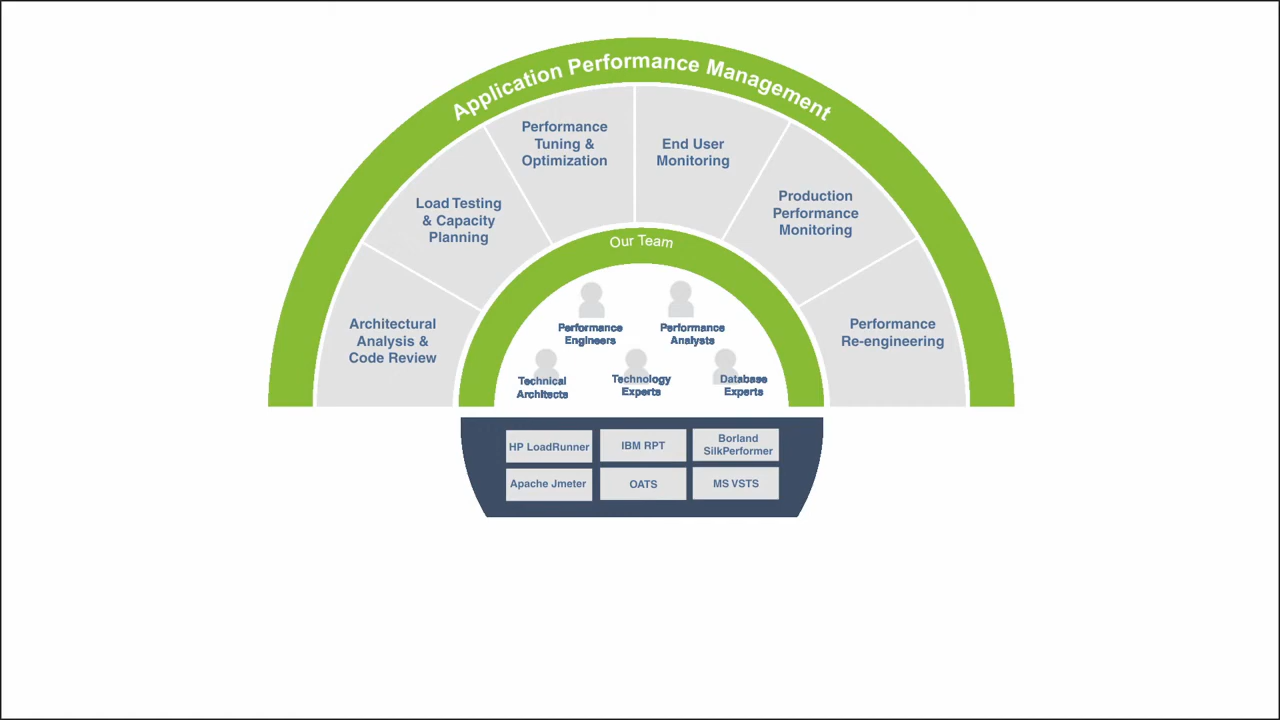 Application Performance Management
Performance
Tuning &
Optimization
End User
Monitoring
Load Testing
& Capacity
Planning
Production
Performance
Monitoring
Architectural
Analysis &
Code Review
Performance
Re-engineering
Our Team
Performance
Engineers
Performance
Analysts
Technical
Architects
Technology
Experts
Database
Experts
HP LoadRunner
IBM RPT
Borland
SilkPerformer
Apache Jmeter
OATS
MS VSTS